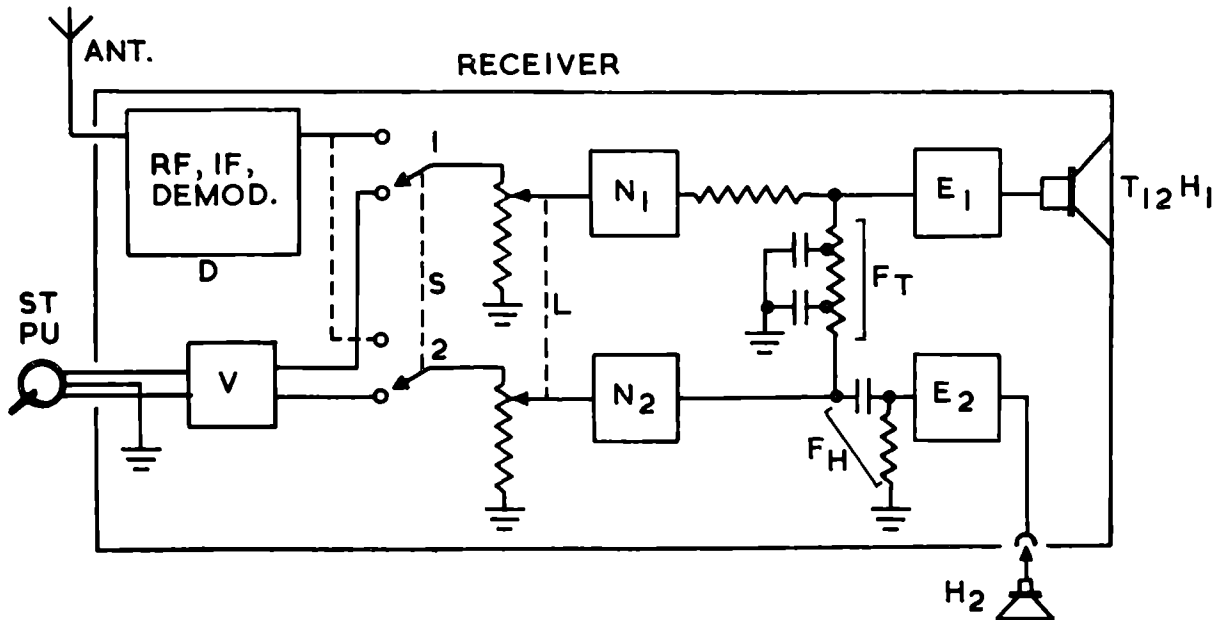 ANT.
RECEIVER
RF, IF,
DEMOD.
D
ST
PU
V
1
S
2
L
N1
N2
FT
FH
E1
E2
T12H1
H2